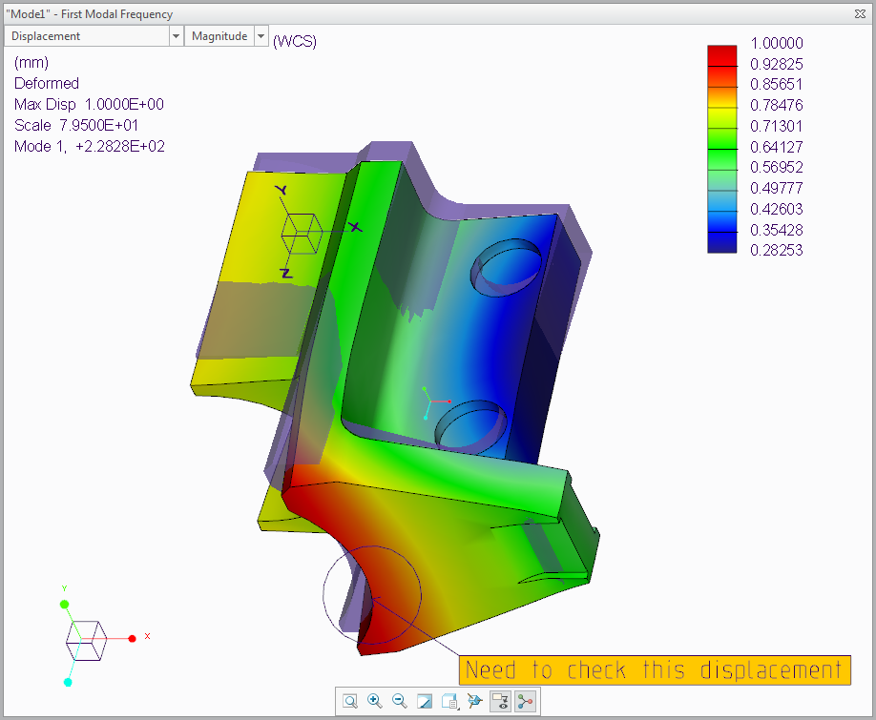 "Mode1" - First Modal Frequency
Displacement Magnitude (WCS)
(mm)
Deformed
Max Disp 1.0000E+00
Scale 7.9500E+01
Mode 1, +2.2828E+02
1.00000
0.92825
0.85651
0.78476
0.71301
0.64127
0.56952
0.49777
0.42603
0.35428
0.28253
Y
X
Z
Y
X
Need to check this displacement